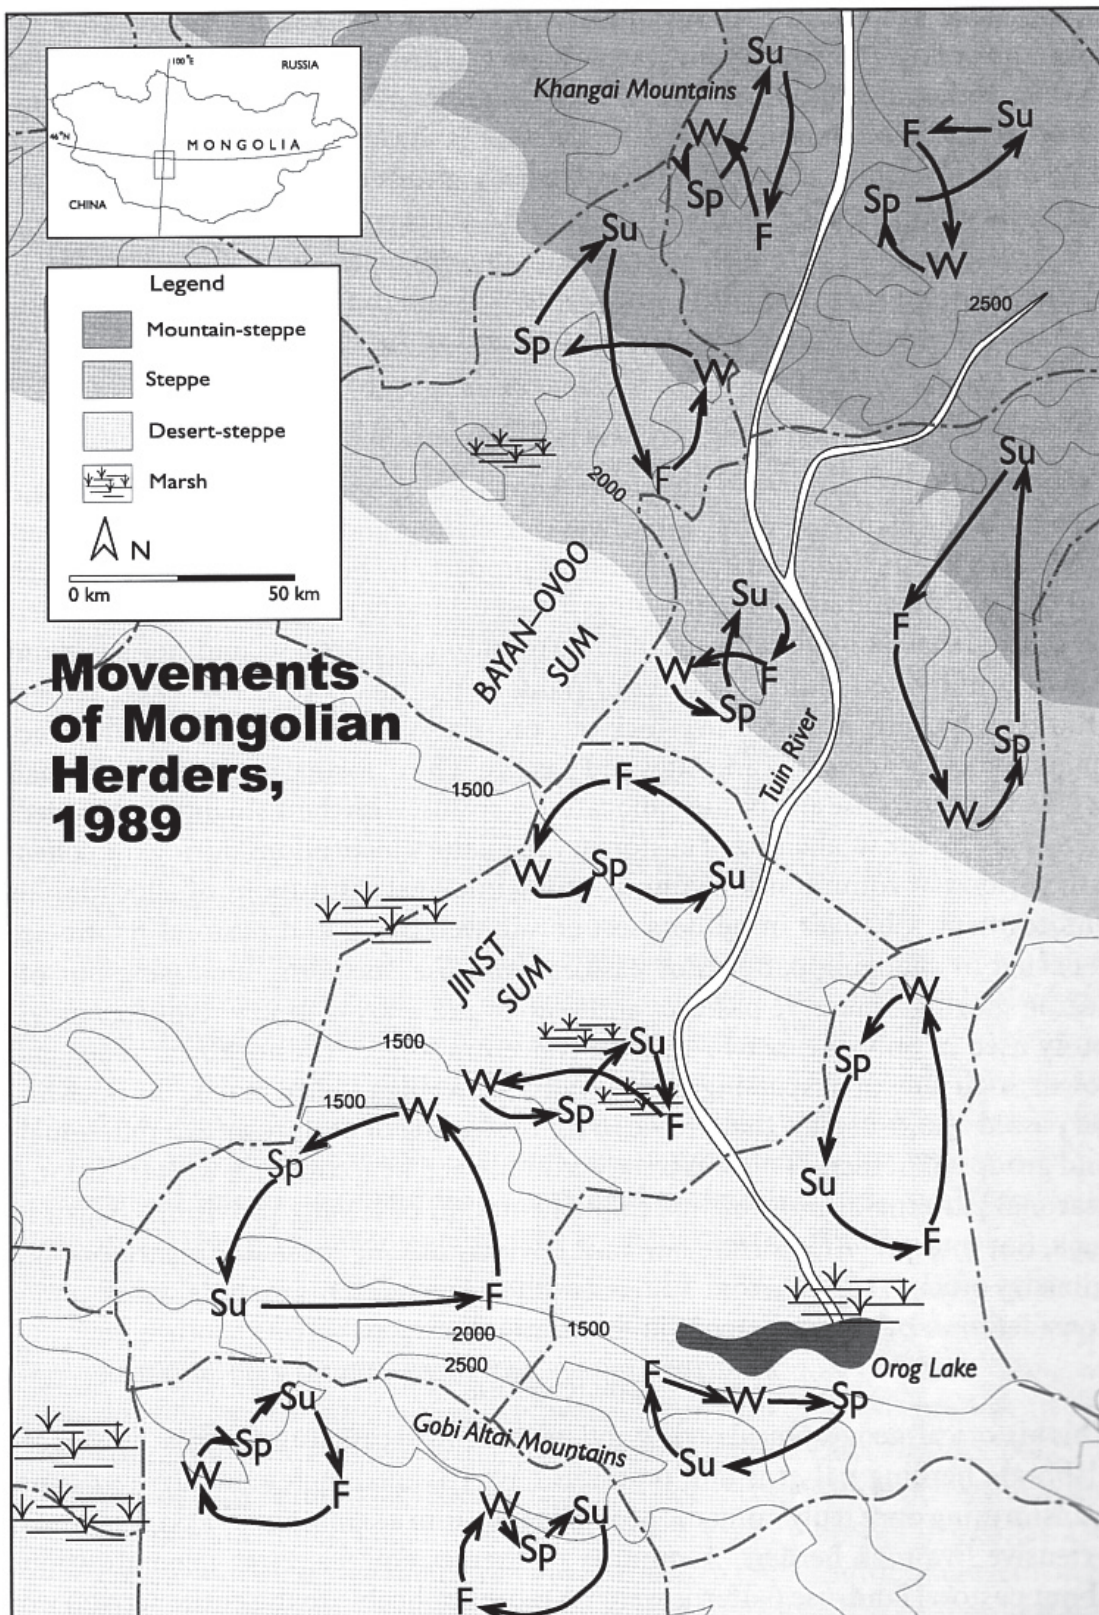 100°E
RUSSIA
46°N
MONGOLIA
CHINA
Legend
Mountain-steppe
Steppe
Desert-steppe
Marsh
N
0 km
50 km
Movements
of Mongolian
Herders,
1989
Khangai Mountains
Su
W
Sp
F
Su
F
Sp
W
2500
Su
Sp
W
F
2000
Su
F
Sp
W
BAYAN-OVOO
SUM
Su
W
F
Sp
Tuin River
1500
F
W
Sp
Su
JINST
SUM
W
Sp
Su
F
1500
Su
W
Sp
F
1500
W
Sp
Su
F
2000
1500
2500
Orog Lake
F
W
Sp
Su
Gobi Altai Mountains
Su
Sp
W
F
W
Su
Sp
F